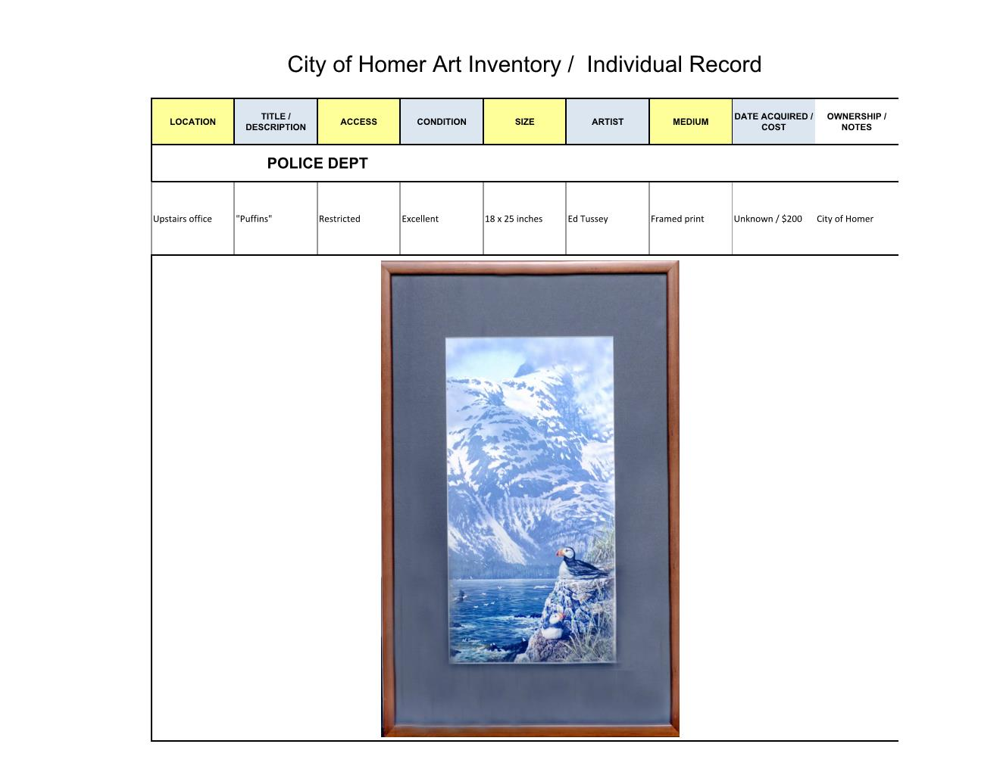 City of Homer Art Inventory /  Individual Record
LOCATION
TITLE /
DESCRIPTION
ACCESS
CONDITION
SIZE
ARTIST
MEDIUM
DATE ACQUIRED /
COST
OWNERSHIP /
NOTES
POLICE DEPT
Upstairs office
"Puffins"
Restricted
Excellent
18 x 25 inches
Ed Tussey
Framed print
Unknown / $200
City of Homer